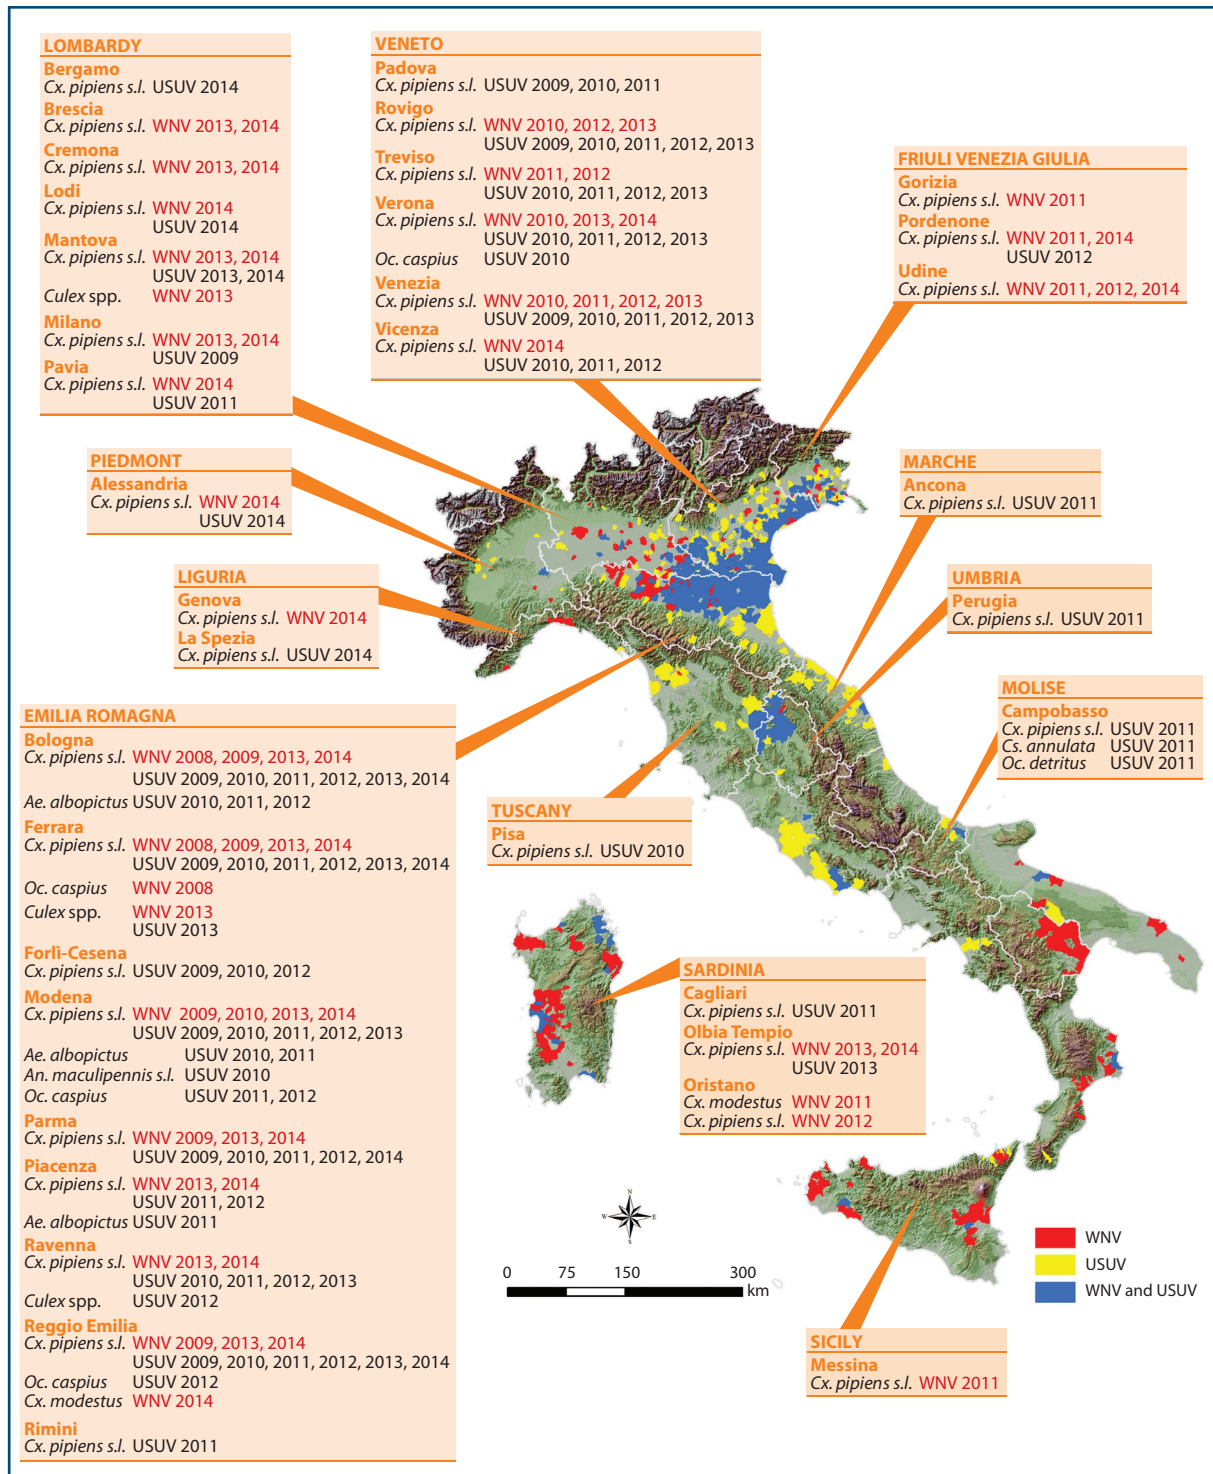 LOMBARDY
Bergamo
Cx. pipiens s.l. USUV 2014
Brescia
Cx. pipiens s.l. WNV 2013, 2014
Cremona
Cx. pipiens s.l. WNV 2013, 2014
Lodi
Cx. pipiens s.l. WNV 2014
USUV 2014
Mantova
Cx. pipiens s.l. WNV 2013, 2014
USUV 2013, 2014
Culex spp. WNV 2013
Milano
Cx. pipiens s.l. WNV 2013, 2014
USUV 2009
Pavia
Cx. pipiens s.l. WNV 2014
USUV 2011
VENETO
Padova
Cx. pipiens s.l. USUV 2009, 2010, 2011
Rovigo
Cx. pipiens s.l. WNV 2010, 2012, 2013
USUV 2009, 2010, 2011, 2012, 2013
Treviso
Cx. pipiens s.l. WNV 2011, 2012
USUV 2010, 2011, 2012, 2013
Verona
Cx. pipiens s.l. WNV 2010, 2013, 2014
USUV 2010, 2011, 2012, 2013
Oc. caspius USUV 2010
Venezia
Cx. pipiens s.l. WNV 2010, 2011, 2012, 2013
USUV 2009, 2010, 2011, 2012, 2013
Vicenza
Cx. pipiens s.l. WNV 2014
USUV 2010, 2011, 2012
FRIULI VENEZIA GIULIA
Gorizia
Cx. pipiens s.l. WNV 2011
Pordenone
Cx. pipiens s.l. WNV 2011, 2014
USUV 2012
Udine
Cx. pipiens s.l. WNV 2011, 2012, 2014
PIEDMONT
Alessandria
Cx. pipiens s.l. WNV 2014
USUV 2014
MARCHE
Ancona
Cx. pipiens s.l. USUV 2011
LIGURIA
Genova
Cx. pipiens s.l. WNV 2014
La Spezia
Cx. pipiens s.l. USUV 2014
UMBRIA
Perugia
Cx. pipiens s.l. USUV 2011
MOLISE
Campobasso
Cx. pipiens s.l. USUV 2011
Cs. annulata USUV 2011
Oc. detritus USUV 2011
EMILIA ROMAGNA
Bologna
Cx. pipiens s.l. WNV 2008, 2009, 2013, 2014
USUV 2009, 2010, 2011, 2012, 2013, 2014
Ae. albopictus USUV 2010, 2011, 2012
Ferrara
Cx. pipiens s.l. WNV 2008, 2009, 2013, 2014
USUV 2009, 2010, 2011, 2012, 2013, 2014
Oc. caspius WNV 2008
Culex spp. WNV 2013
USUV 2013
Forlì-Cesena
Cx. pipiens s.l. USUV 2009, 2010, 2012
Modena
Cx. pipiens s.l. WNV 2009, 2010, 2013, 2014
USUV 2009, 2010, 2011, 2012, 2013
Ae. albopictus USUV 2010, 2011
An. maculipennis s.l. USUV 2010
Oc. caspius USUV 2011, 2012
Parma
Cx. pipiens s.l. WNV 2009, 2013, 2014
USUV 2009, 2010, 2011, 2012, 2014
Piacenza
Cx. pipiens s.l. WNV 2013, 2014
USUV 2011, 2012
Ae. albopictus USUV 2011
Ravenna
Cx. pipiens s.l. WNV 2013, 2014
USUV 2010, 2011, 2012, 2013
Culex spp. USUV 2012
Reggio Emilia
Cx. pipiens s.l. WNV 2009, 2013, 2014
USUV 2009, 2010, 2011, 2012, 2013, 2014
Oc. caspius USUV 2012
Cx. modestus WNV 2014
Rimini
Cx. pipiens s.l. USUV 2011
TUSCANY
Pisa
Cx. pipiens s.l. USUV 2010
SARDINIA
Cagliari
Cx. pipiens s.l. USUV 2011
Olbia Tempio
Cx. pipiens s.l. WNV 2013, 2014
USUV 2013
Oristano
Cx. modestus WNV 2011
Cx. pipiens s.l. WNV 2012
N
W E
S
0 75 150 300
km
WNV
USUV
WNV and USUV
SICILY
Messina
Cx. pipiens s.l. WNV 2011